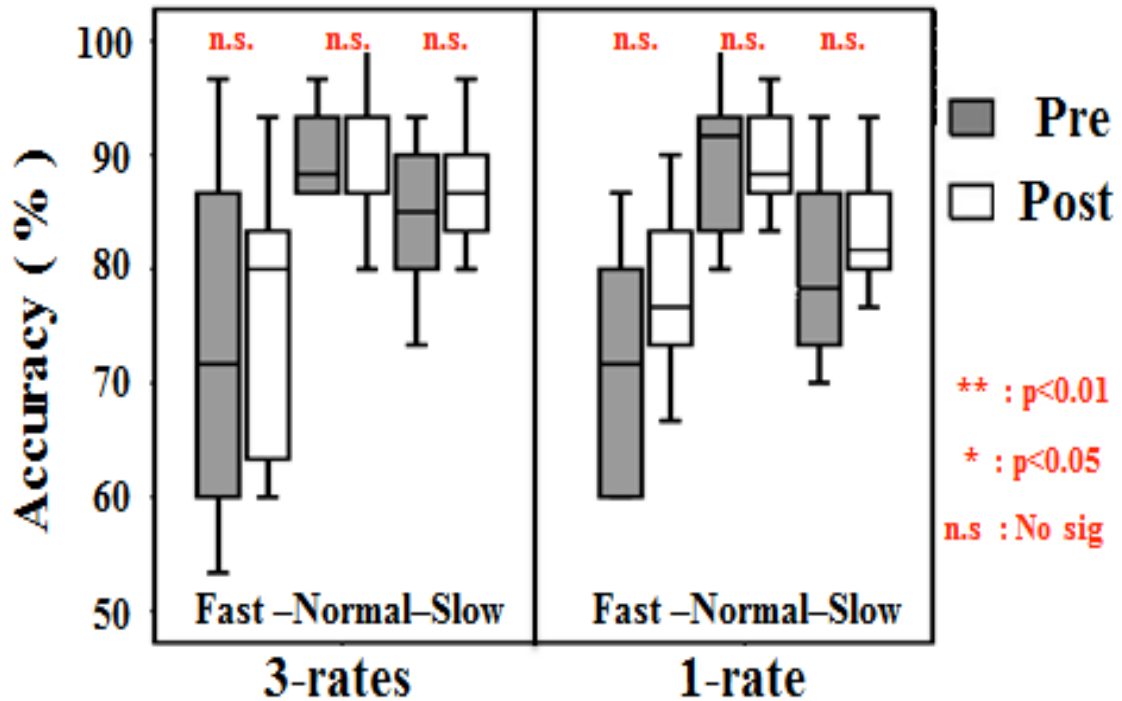 Accuracy ( % )
100
90
80
70
60
50
n.s. n.s. n.s.
n.s. n.s. n.s.
Fast –Normal–Slow
Fast –Normal–Slow
3-rates
1-rate
Pre
Post
** : p<0.01
* : p<0.05
n.s : No sig